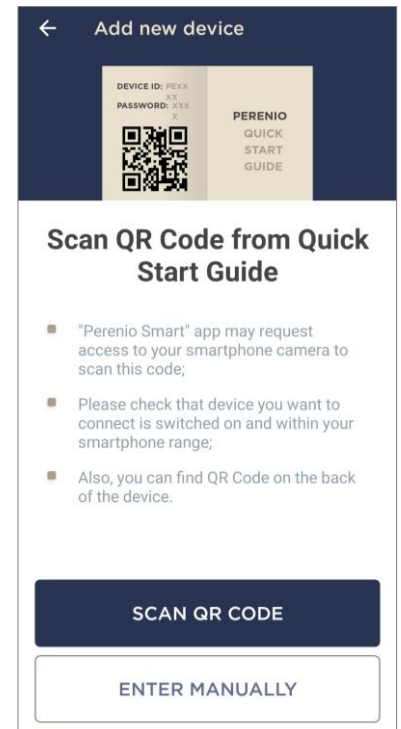 Add new device
DEVICE ID: PEXX
XX
PASSWORD: XXX
X
PERENIO
QUICK
START
GUIDE
Scan QR Code from Quick
Start Guide
"Perenio Smart" app may request
access to your smartphone camera to
scan this code;
Please check that device you want to
connect is switched on and within your
smartphone range;
Also, you can find QR Code on the back
of the device.
SCAN QR CODE
ENTER MANUALLY